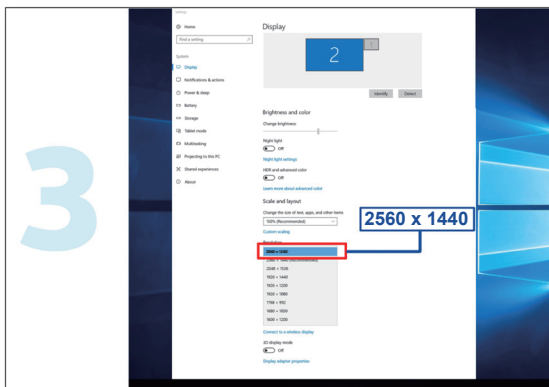 3
Settings
Home
Find a setting
System
Display
Notifications & actions
Power & sleep
Battery
Storage
Tablet mode
Multitasking
Projecting to this PC
Shared experiences
About
Display
2
1
Identify
Detect
Brightness and color
Change brightness
Night light
Off
Night light settings
HDR and advanced color
Off
Learn more about advanced color
Scale and layout
Change the size of text, apps, and other items
100% (Recommended)
Custom scaling
Resolution
2560 × 1440 (Recommended)
2048 × 1536
1920 × 1440
1920 × 1200
1920 × 1080
1680 × 1050
1600 × 1200
2560 x 1440
Connect to a wireless display
3D display mode
Off
Display adapter properties